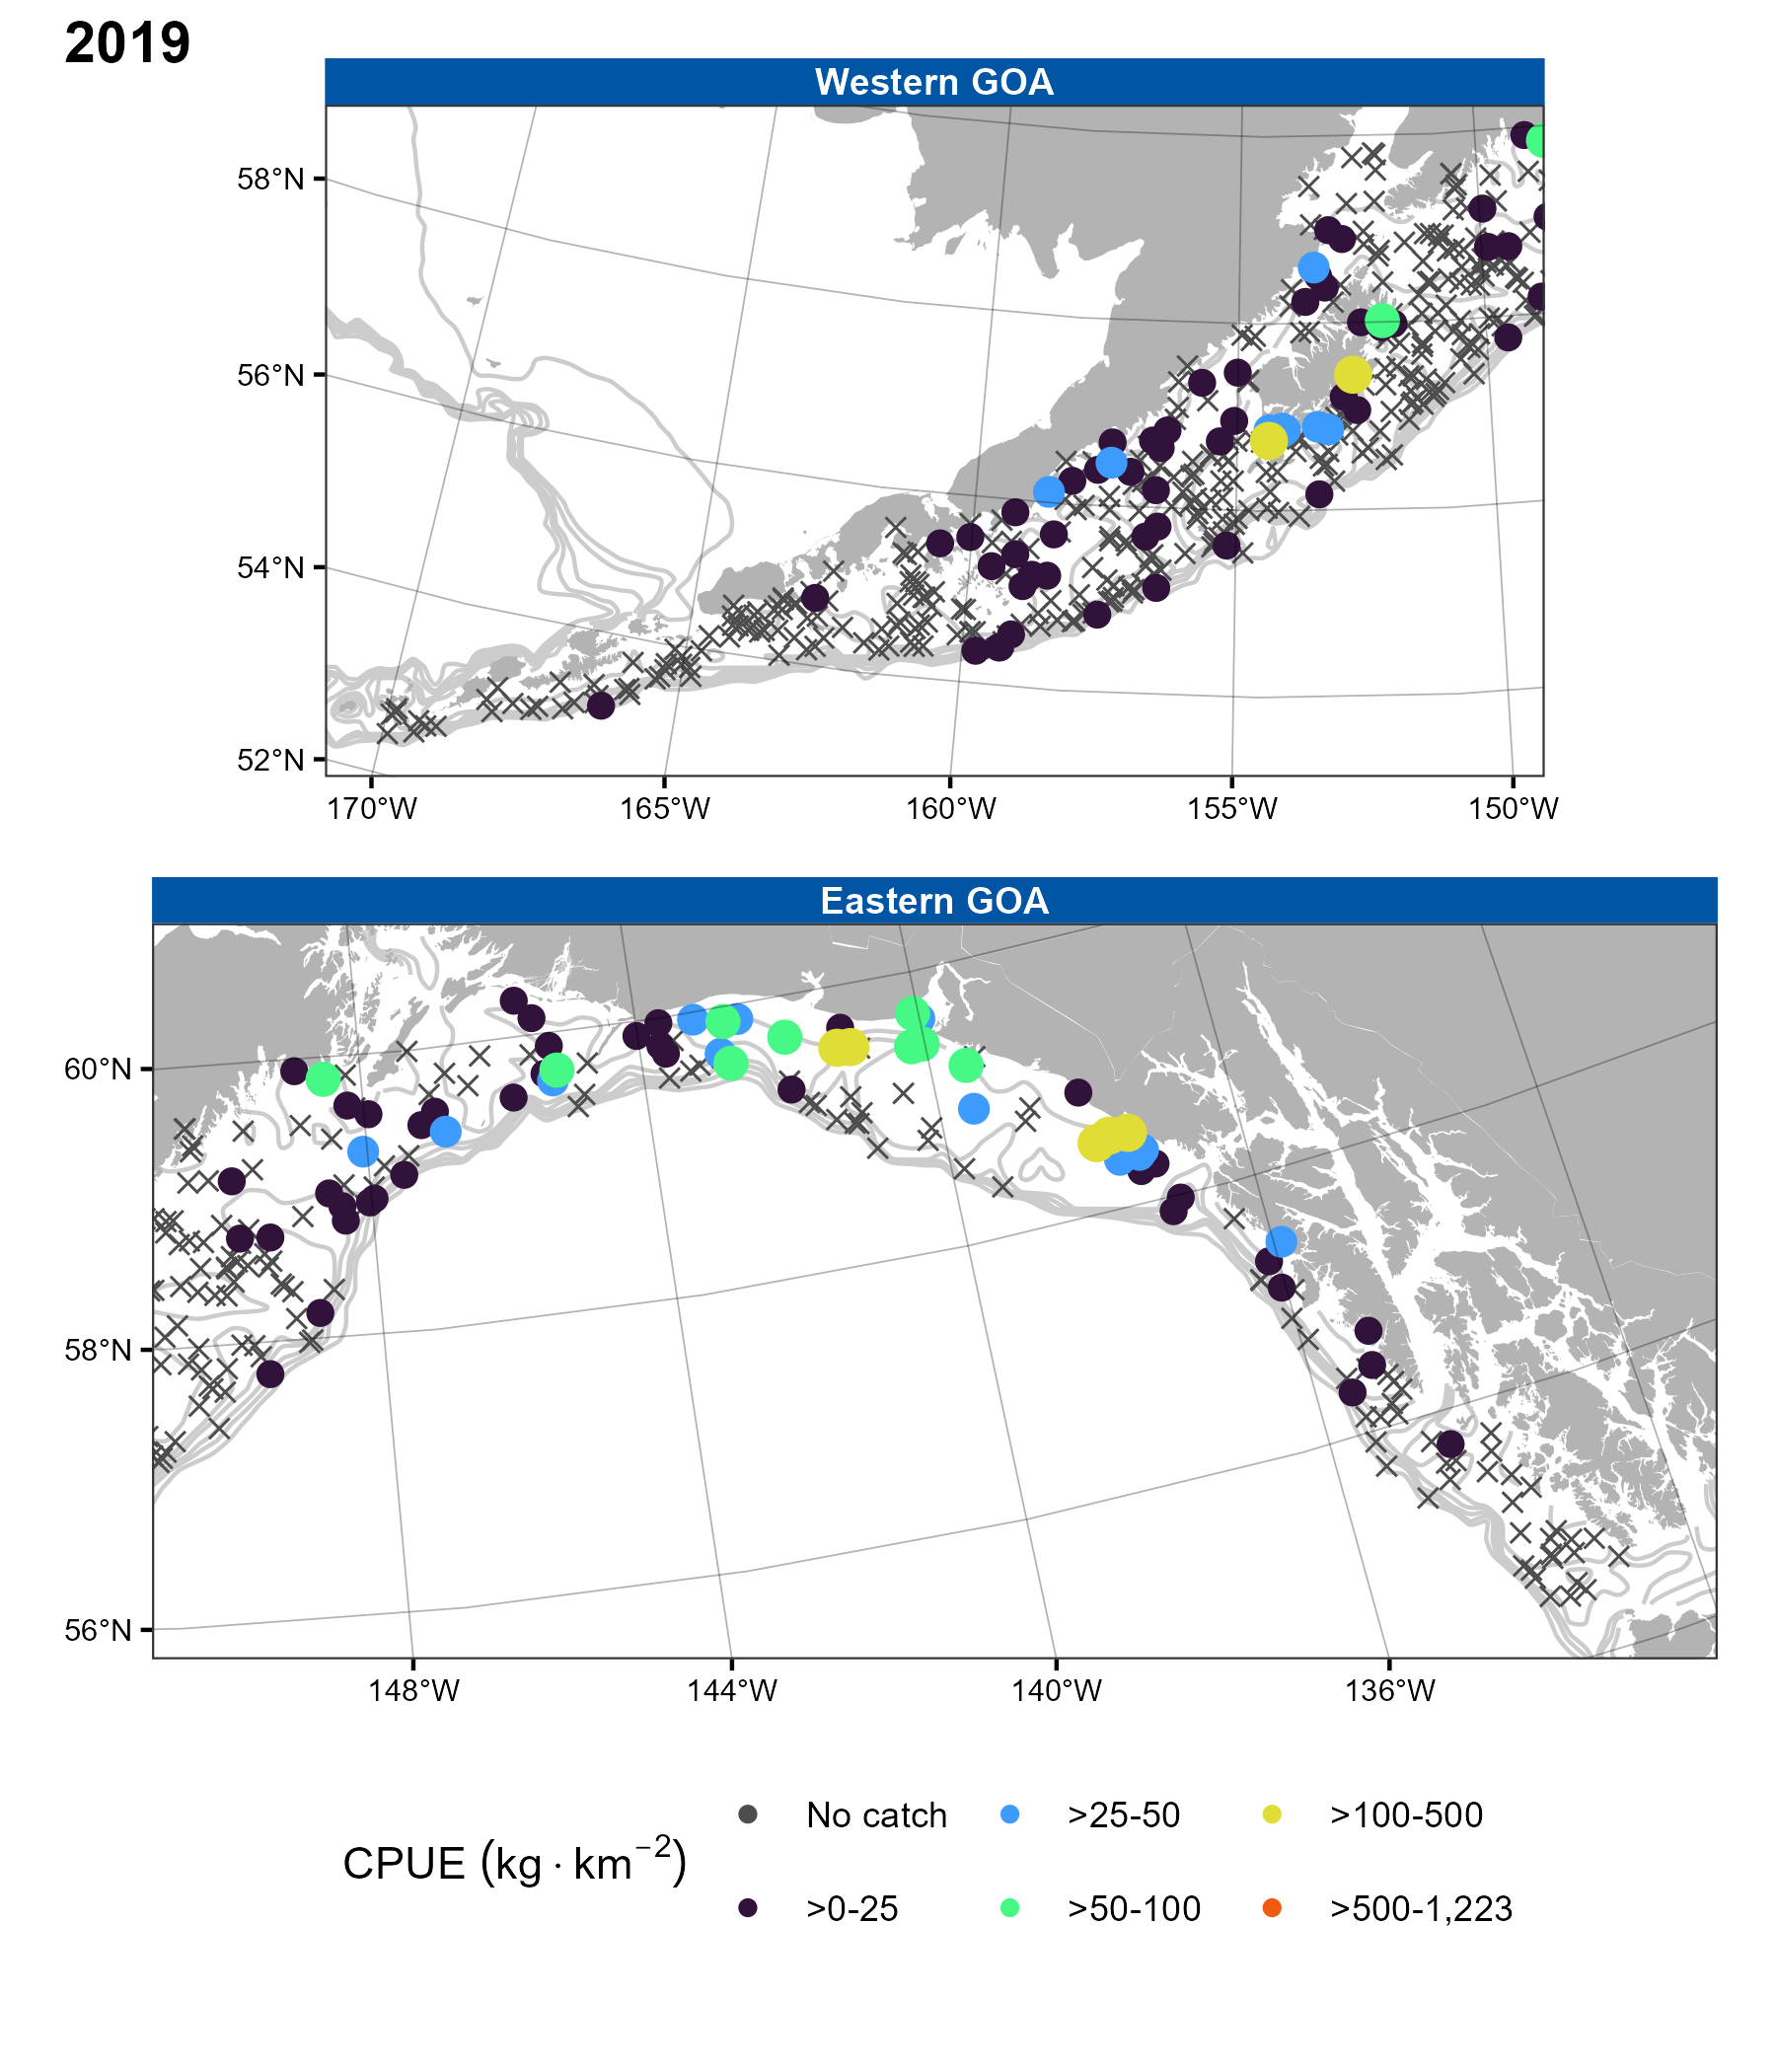 2019
Western GOA
58°N
56°N
54°N
52°N
170°W 165°W 160°W 155°W 150°W
Eastern GOA
60°N
58°N
56°N
148°W 144°W 140°W 136°W
CPUE (kg · km⁻²)
No catch >25-50 >100-500
>0-25 >50-100 >500-1,223